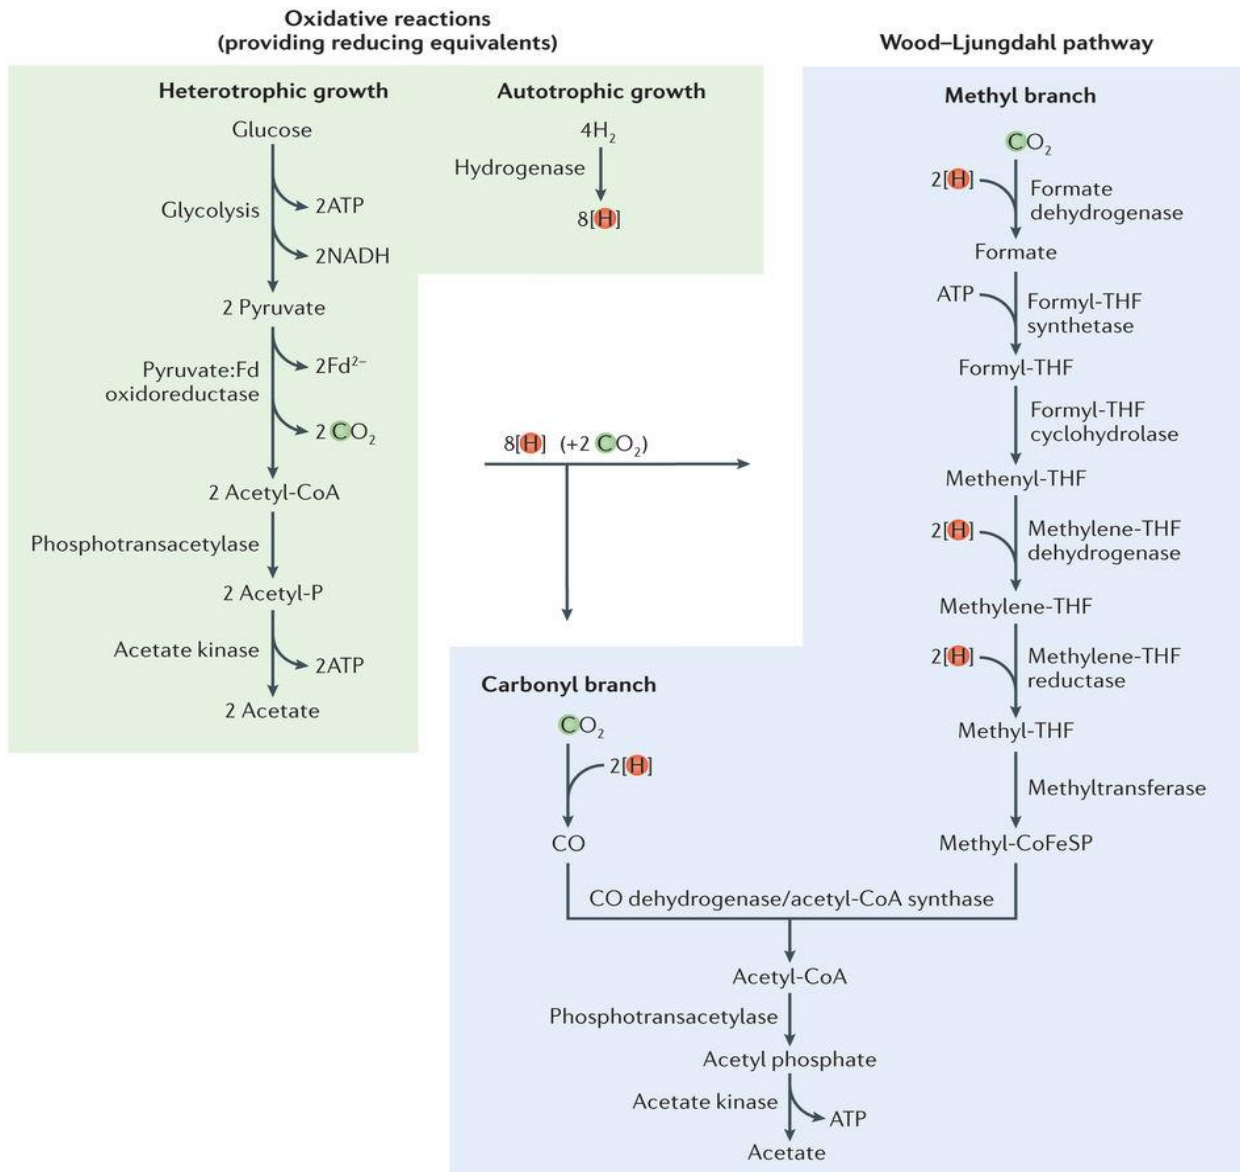 Oxidative reactions
(providing reducing equivalents)
Heterotrophic growth
Glucose
Glycolysis
2ATP
2NADH
2 Pyruvate
Pyruvate:Fd
oxidoreductase
2Fd²⁻
2 CO₂
2 Acetyl-CoA
Phosphotransacetylase
2 Acetyl-P
Acetate kinase
2ATP
2 Acetate
Autotrophic growth
4H₂
Hydrogenase
8[H]
8[H] (+2 CO₂)
Wood–Ljungdahl pathway
Methyl branch
CO₂
2[H]
Formate
dehydrogenase
Formate
ATP
Formyl-THF
synthetase
Formyl-THF
Formyl-THF
cyclohydrolase
Methenyl-THF
2[H]
Methylene-THF
dehydrogenase
Methylene-THF
2[H]
Methylene-THF
reductase
Methyl-THF
Methyltransferase
Methyl-CoFeSP
Carbonyl branch
CO₂
2[H]
CO
CO dehydrogenase/acetyl-CoA synthase
Acetyl-CoA
Phosphotransacetylase
Acetyl phosphate
Acetate kinase
ATP
Acetate